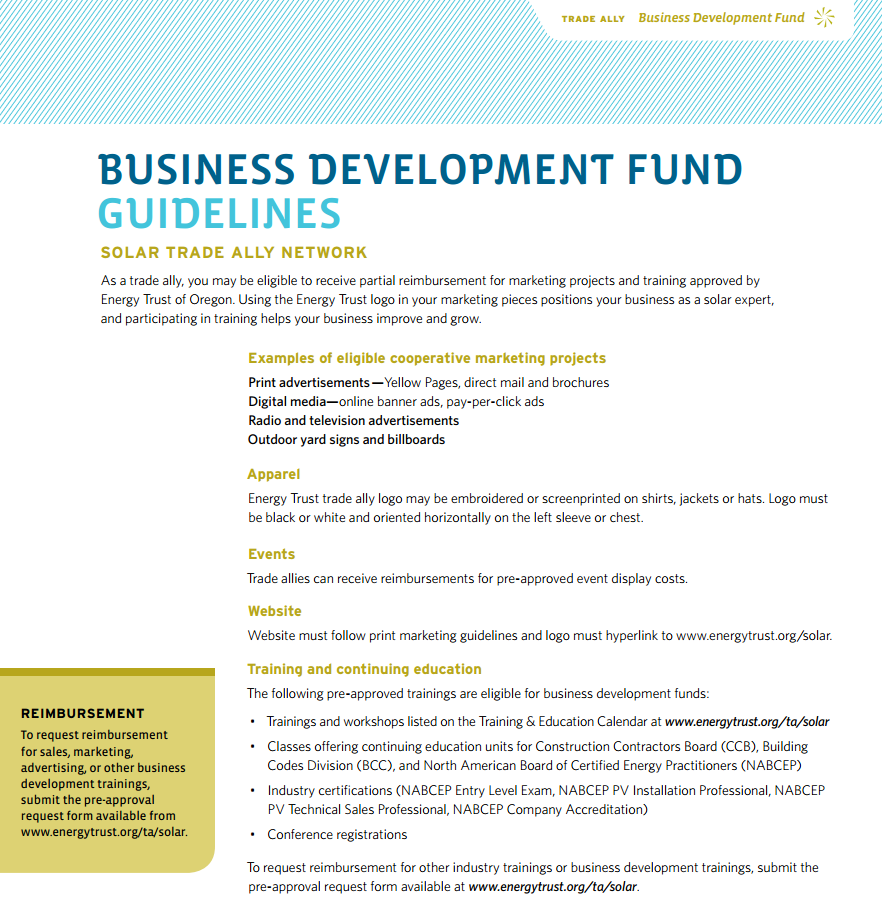 TRADE ALLY Business Development Fund
BUSINESS DEVELOPMENT FUND
GUIDELINES
SOLAR TRADE ALLY NETWORK
As a trade ally, you may be eligible to receive partial reimbursement for marketing projects and training approved by
Energy Trust of Oregon. Using the Energy Trust logo in your marketing pieces positions your business as a solar expert,
and participating in training helps your business improve and grow.
Examples of eligible cooperative marketing projects
Print advertisements—Yellow Pages, direct mail and brochures
Digital media—online banner ads, pay-per-click ads
Radio and television advertisements
Outdoor yard signs and billboards
Apparel
Energy Trust trade ally logo may be embroidered or screenprinted on shirts, jackets or hats. Logo must
be black or white and oriented horizontally on the left sleeve or chest.
Events
Trade allies can receive reimbursements for pre-approved event display costs.
Website
Website must follow print marketing guidelines and logo must hyperlink to www.energytrust.org/solar.
Training and continuing education
The following pre-approved trainings are eligible for business development funds:
• Trainings and workshops listed on the Training & Education Calendar at www.energytrust.org/ta/solar
• Classes offering continuing education units for Construction Contractors Board (CCB), Building
Codes Division (BCC), and North American Board of Certified Energy Practitioners (NABCEP)
• Industry certifications (NABCEP Entry Level Exam, NABCEP PV Installation Professional, NABCEP
PV Technical Sales Professional, NABCEP Company Accreditation)
• Conference registrations
To request reimbursement for other industry trainings or business development trainings, submit the
pre-approval request form available at www.energytrust.org/ta/solar.
REIMBURSEMENT
To request reimbursement
for sales, marketing,
advertising, or other business
development trainings,
submit the pre-approval
request form available from
www.energytrust.org/ta/solar.